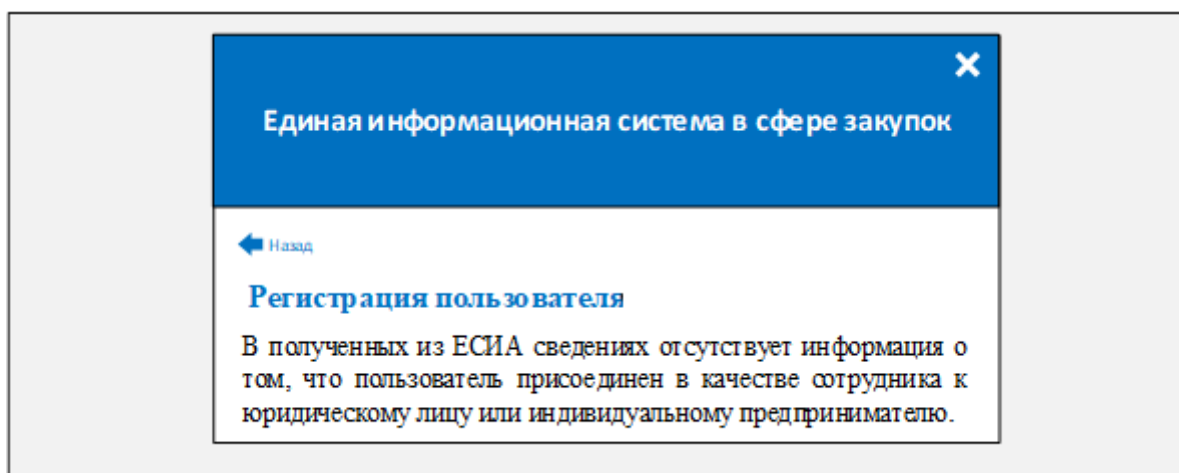 Единая информационная система в сфере закупок
Назад
Регистрация пользователя
В полученных из ЕСИА сведениях отсутствует информация о
том, что пользователь присоединен в качестве сотрудника к
юридическому лицу или индивидуальному предпринимателю.